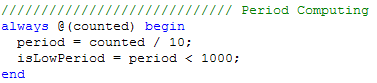 ///////////////////////////// Period Computing
always @(counted) begin
period = counted / 10;
isLowPeriod = period < 1000;
end